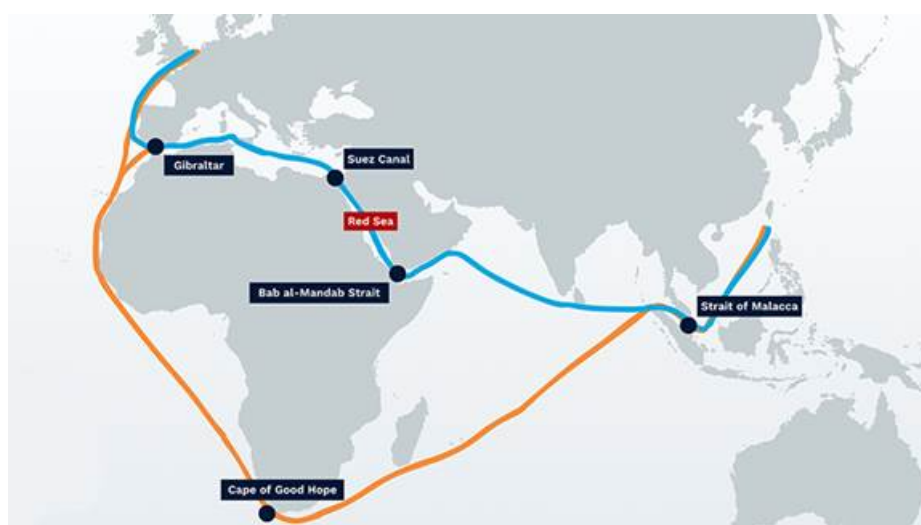 Gibraltar
Suez Canal
Red Sea
Bab al-Mandab Strait
Strait of Malacca
Cape of Good Hope